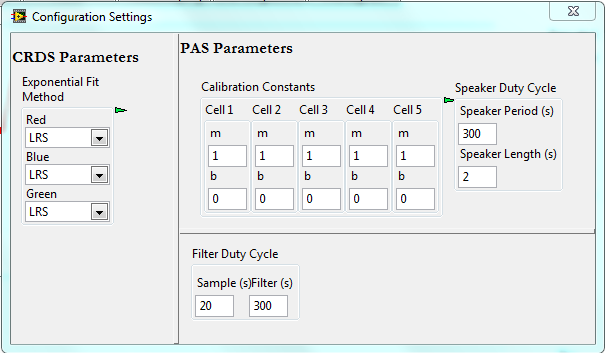 Configuration Settings
CRDS Parameters
Exponential Fit
Method
Red
LRS
Blue
LRS
Green
LRS
PAS Parameters
Calibration Constants
Cell 1 Cell 2 Cell 3 Cell 4 Cell 5
m m m m m
1 1 1 1 1
b b b b b
0 0 0 0 0
Speaker Duty Cycle
Speaker Period (s)
300
Speaker Length (s)
2
Filter Duty Cycle
Sample (s) Filter (s)
20 300